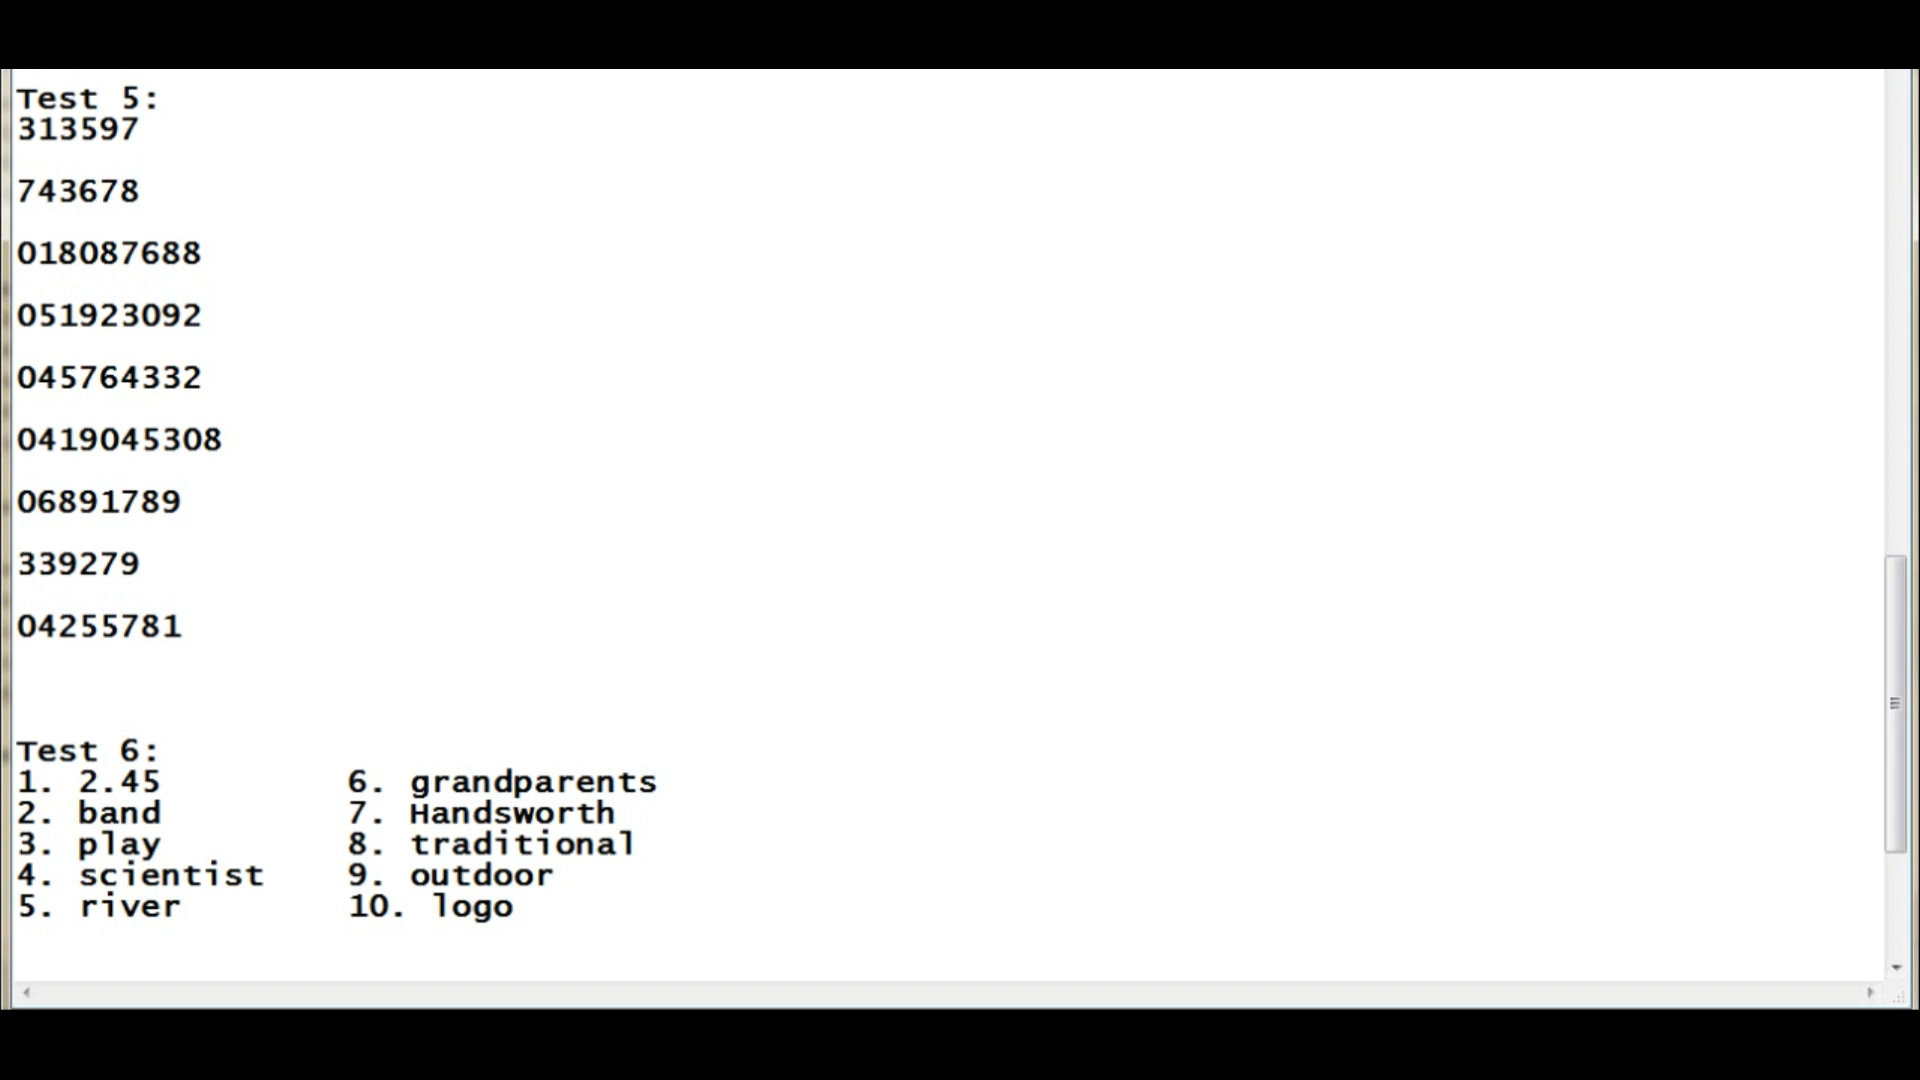 Test 5:
313597
743678
018087688
051923092
045764332
0419045308
06891789
339279
04255781
Test 6:
1. 2.45 6. grandparents
2. band 7. Handsworth
3. play 8. traditional
4. scientist 9. outdoor
5. river 10. logo